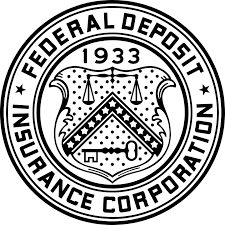 FEDERAL DEPOSIT
1933
INSURANCE CORPORATION